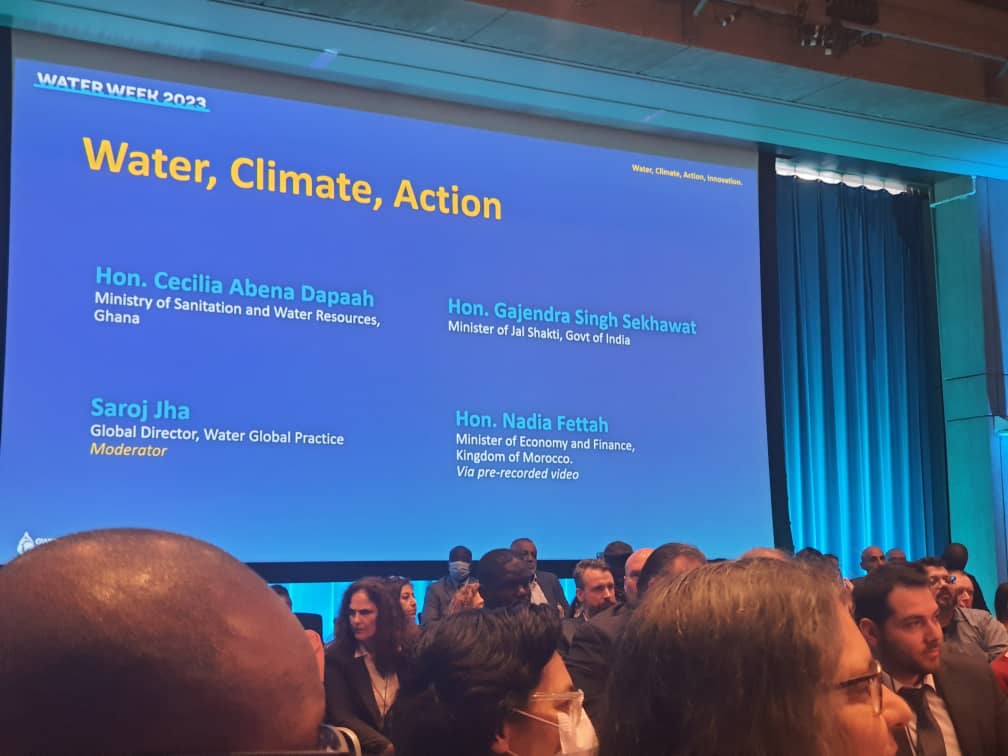 WATER WEEK 2023
Water, Climate, Action, Innovation.
Water, Climate, Action
Hon. Cecilia Abena Dapaah
Ministry of Sanitation and Water Resources,
Ghana
Hon. Gajendra Singh Sekhawat
Minister of Jal Shakti, Govt of India
Saroj Jha
Global Director, Water Global Practice
Moderator
Hon. Nadia Fettah
Minister of Economy and Finance,
Kingdom of Morocco.
Via pre-recorded video